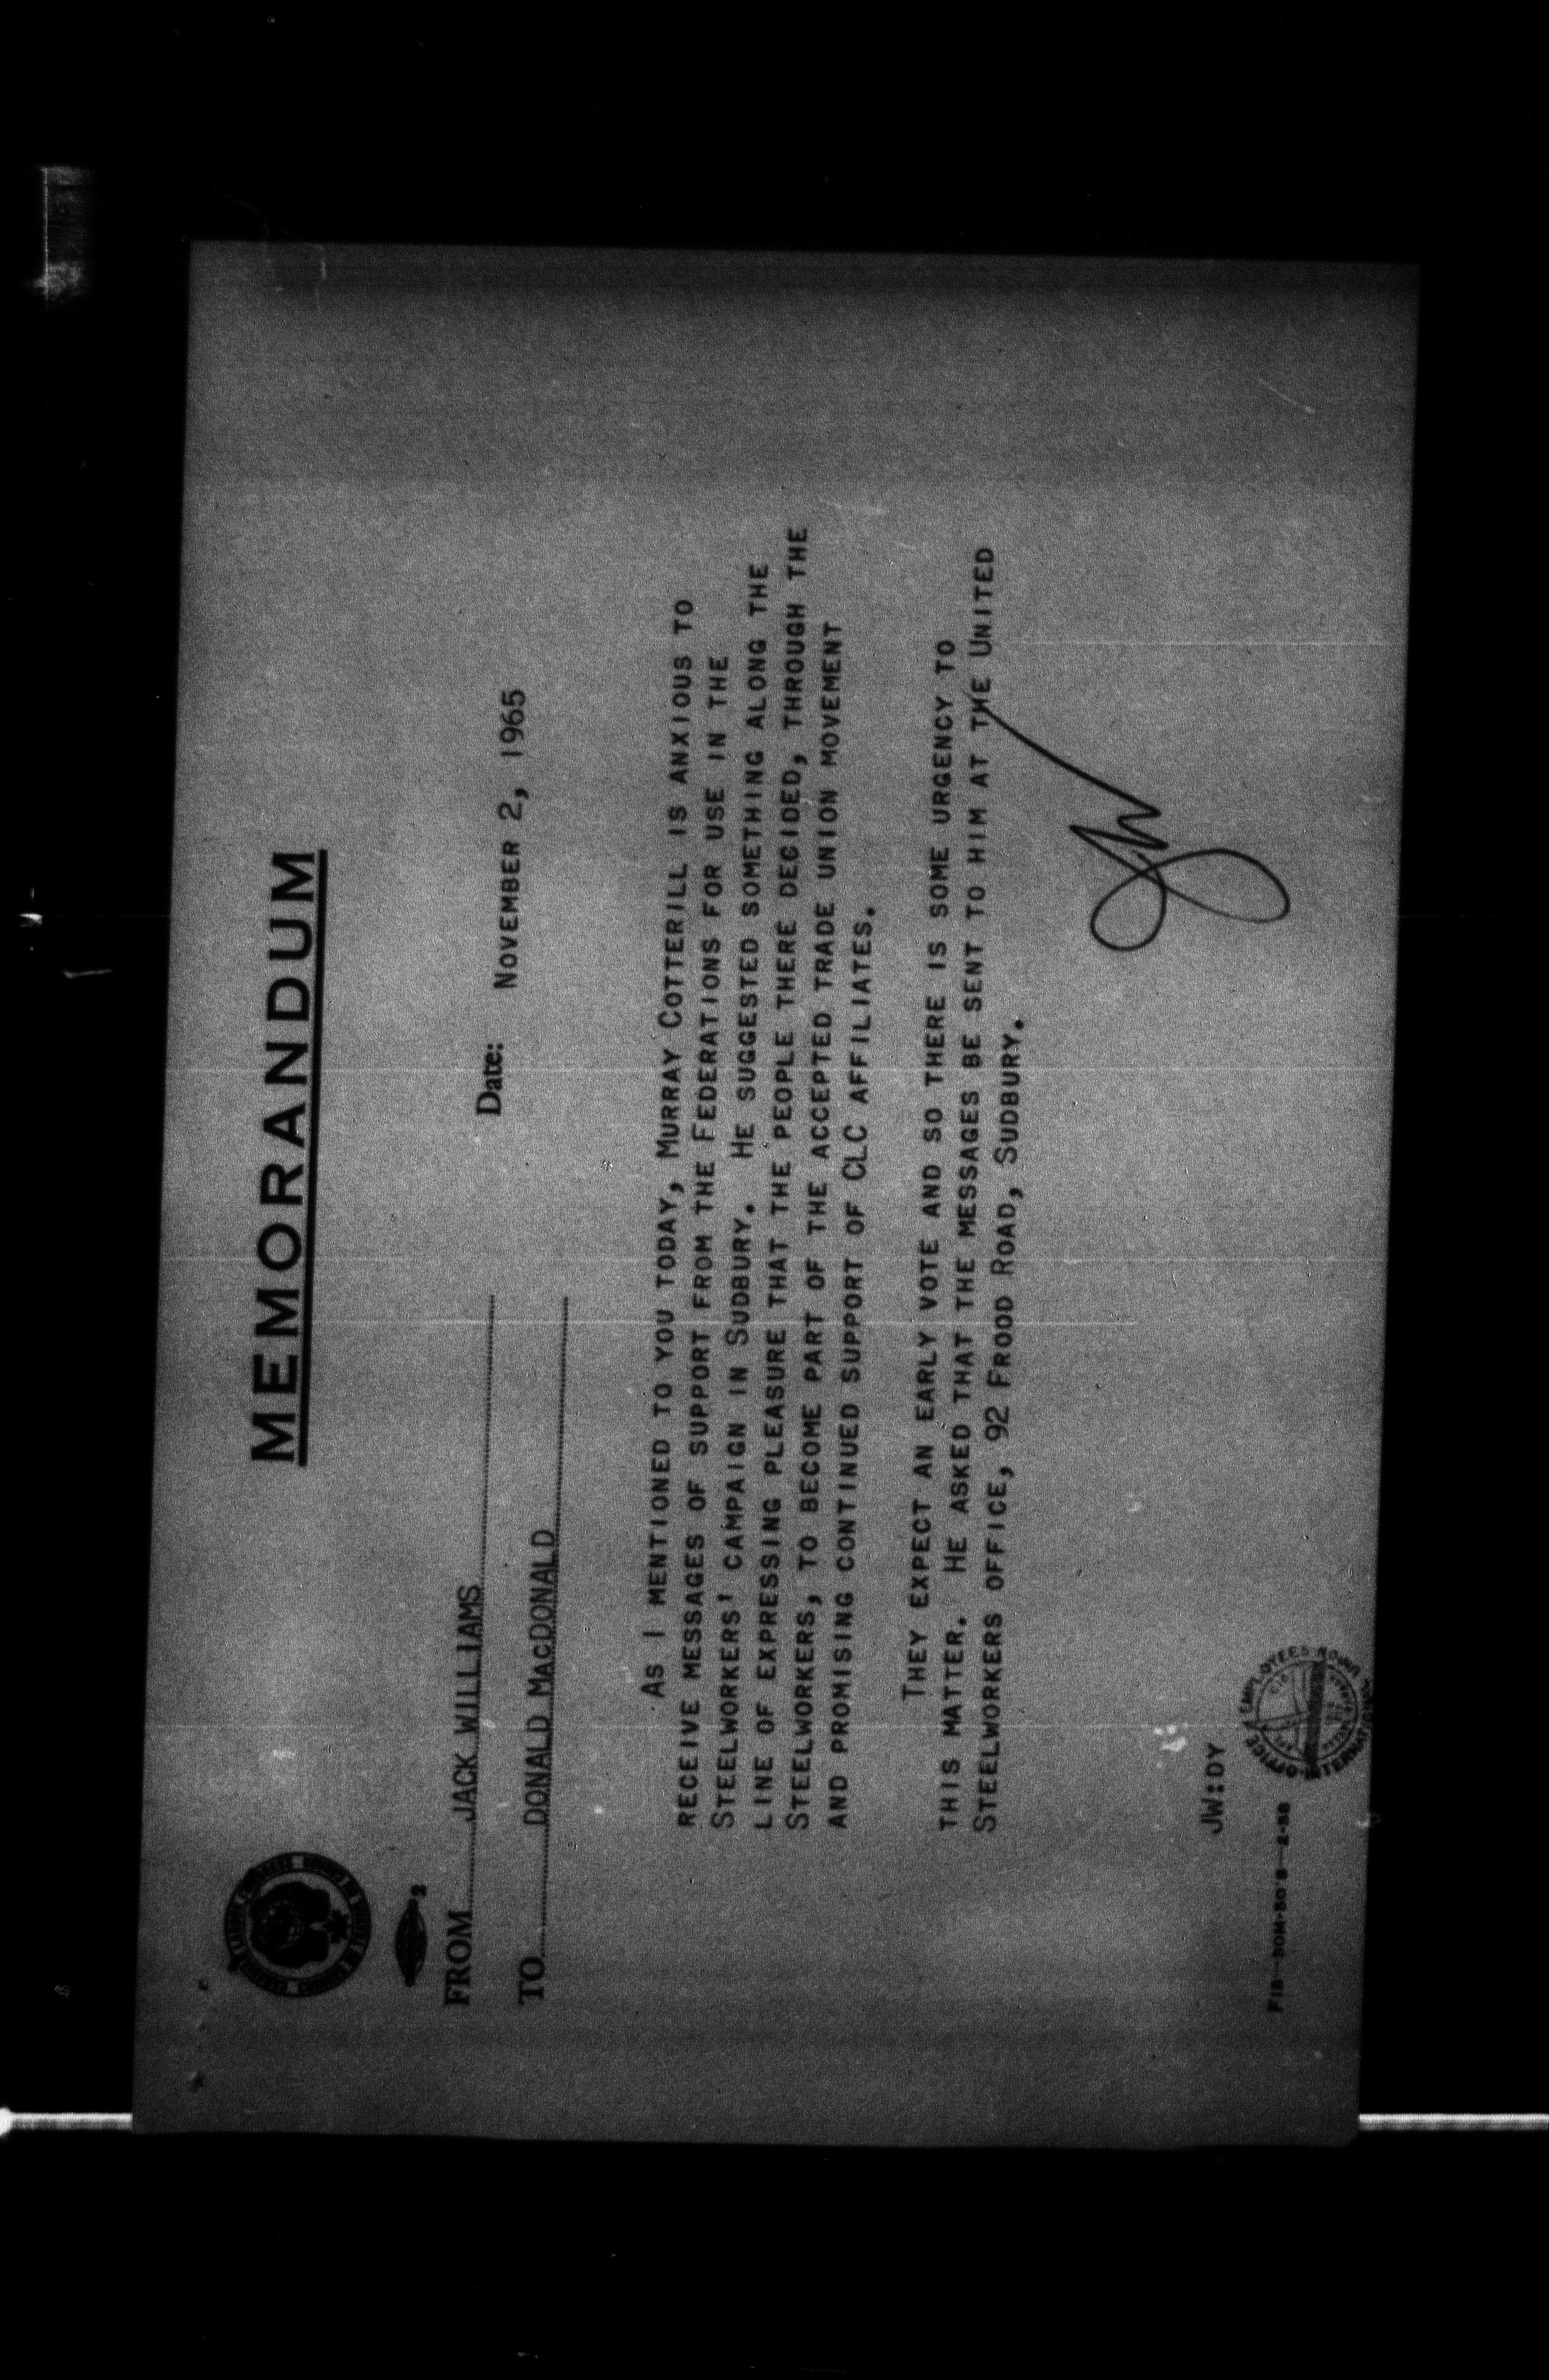 MEMORANDUM
2
FROM JACK WILLIAMS
Date: NOVEMBER 2, 1965
TO DONALD MACDONALD
AS I MENTIONED TO YOU TODAY, MURRAY COTTERILL IS ANXIOUS TO
RECEIVE MESSAGES OF SUPPORT FROM THE FEDERATIONS FOR USE IN THE
STEELWORKERS' CAMPAIGN IN SUDBURY. HE SUGGESTED SOMETHING ALONG THE
LINE OF EXPRESSING PLEASURE THAT THE PEOPLE THERE DECIDED, THROUGH THE
STEELWORKERS, TO BECOME PART OF THE ACCEPTED TRADE UNION MOVEMENT
AND PROMISING CONTINUED SUPPORT OF CLC AFFILIATES.
THEY EXPECT AN EARLY VOTE AND SO THERE IS SOME URGENCY TO
THIS MATTER. HE ASKED THAT THE MESSAGES BE SENT TO HIM AT THE UNITED
STEELWORKERS OFFICE, 92 FROOD ROAD, SUDBURY.
JW
JW:DY
OFFICE EMPLOYEES